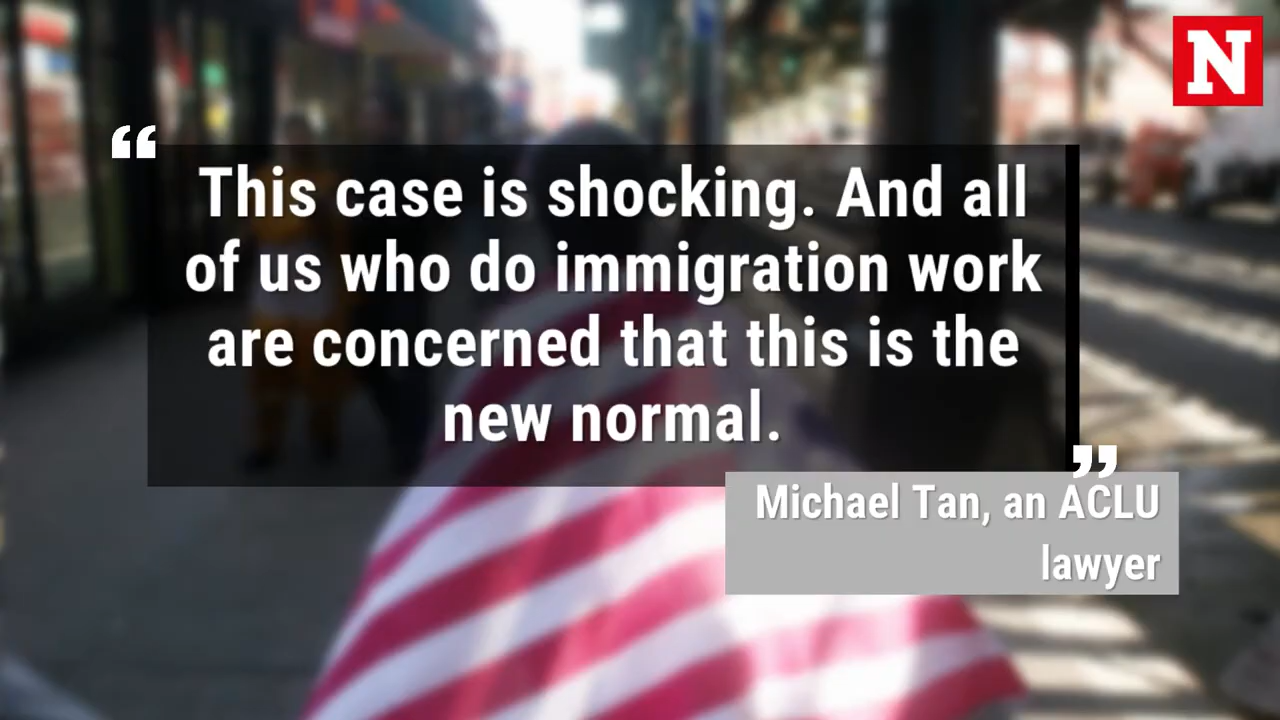 N
“
This case is shocking. And all
of us who do immigration work
are concerned that this is the
new normal.
”
Michael Tan, an ACLU
lawyer